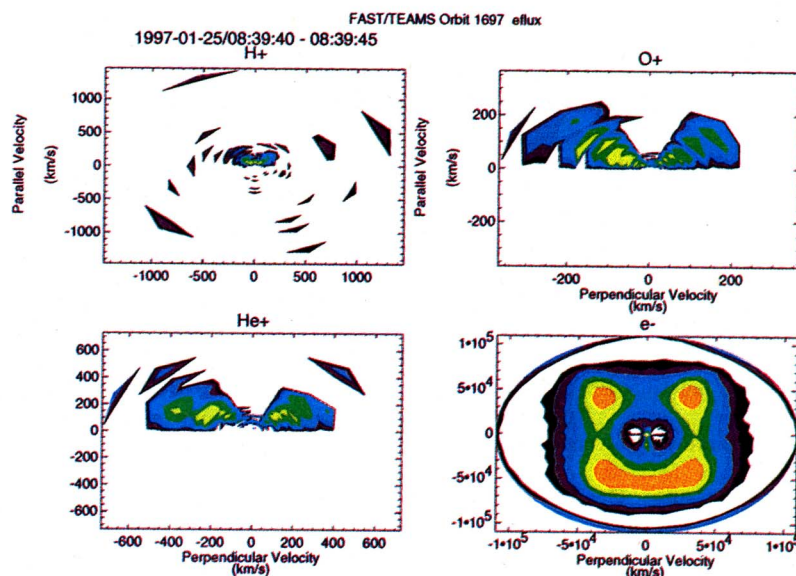 FAST/TEAMS Orbit 1697 eflux
1997-01-25/08:39:40 - 08:39:45
H+
O+
Parallel Velocity
(km/s)
1000
500
0
-500
-1000
-1000 -500 0 500 1000
Parallel Velocity
(km/s)
200
0
-200
-200 0 200
Perpendicular Velocity
(km/s)
He+
e-
600
400
200
0
-200
-400
-600
-600 -400 -200 0 200 400 600
Perpendicular Velocity
(km/s)
1•10⁵
5•10⁴
0
-5•10⁴
-1•10⁵
-1•10⁵ -5•10⁴ 0 5•10⁴ 1•10⁵
Perpendicular Velocity
(km/s)